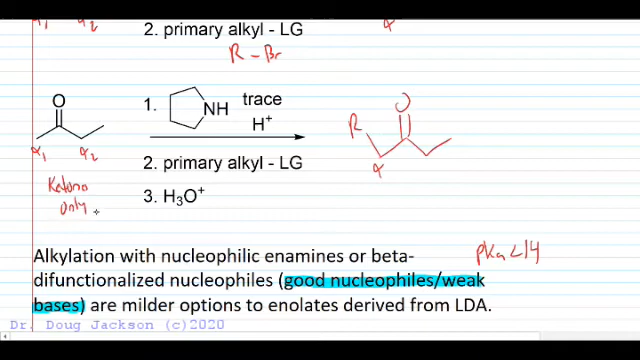 α₁ α₂ 2. primary alkyl - LG α
R - Br
O 1. NH trace
H⁺ R O
α₁ α₂ 2. primary alkyl - LG α
Ketone
only 3. H₃O⁺
Alkylation with nucleophilic enamines or beta- pKa < 14
difunctionalized nucleophiles (good nucleophiles/weak
bases) are milder options to enolates derived from LDA.
Dr. Doug Jackson (c)2020